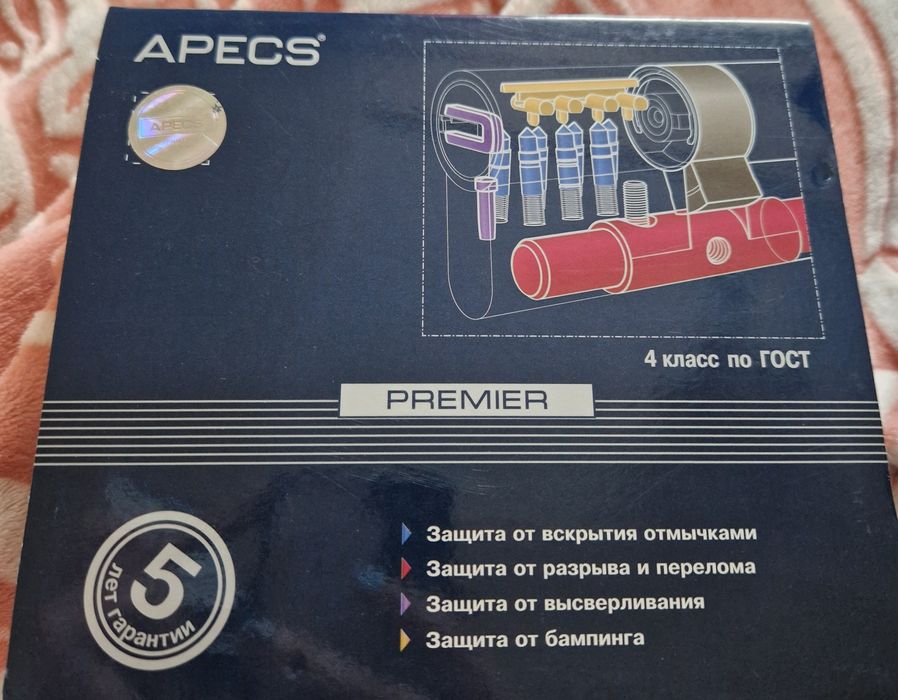 APECS®
APECS
4 класс по ГОСТ
PREMIER
5
лет гарантии
Защита от вскрытия отмычками
Защита от разрыва и перелома
Защита от высверливания
Защита от бампинга